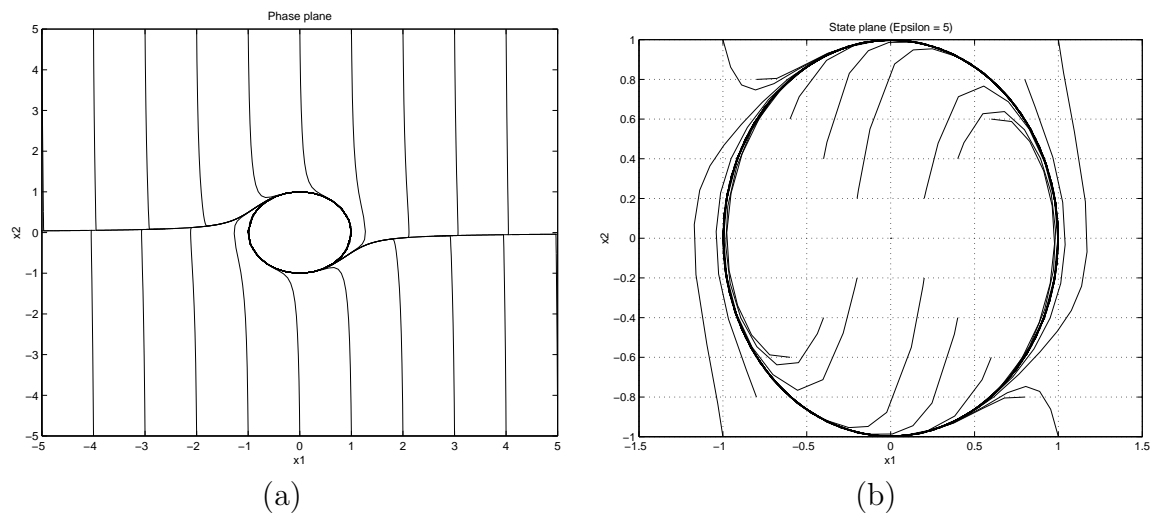 Phase plane
5
4
3
2
1
0
−1
−2
−3
−4
−5
x2
−5 −4 −3 −2 −1 0 1 2 3 4 5
x1
(a)
State plane (Epsilon = 5)
1
0.8
0.6
0.4
0.2
0
−0.2
−0.4
−0.6
−0.8
−1
x2
−1.5 −1 −0.5 0 0.5 1 1.5
x1
(b)